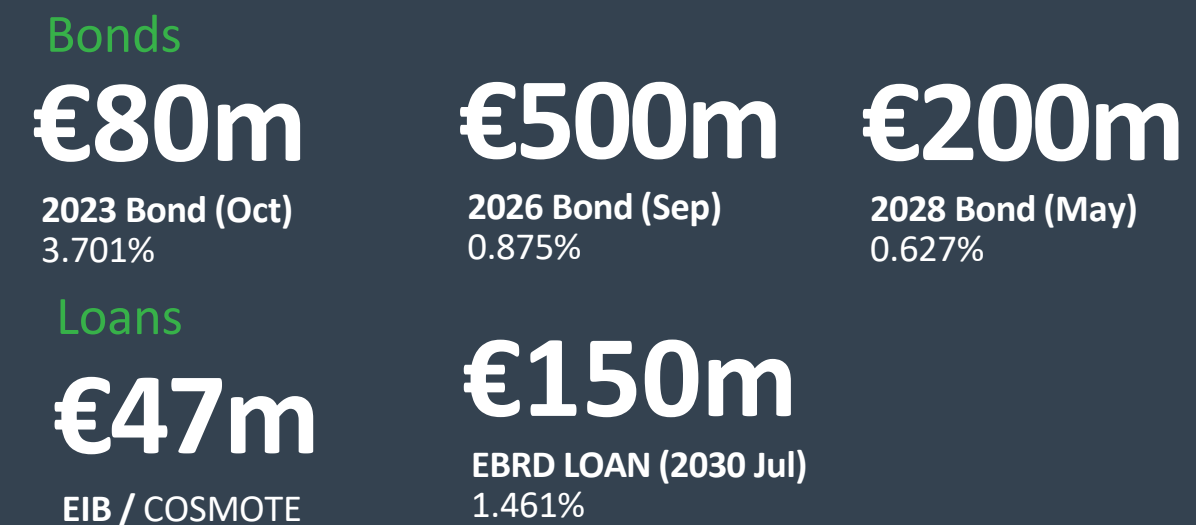 Bonds
€80m
2023 Bond (Oct)
3.701%
€500m
2026 Bond (Sep)
0.875%
€200m
2028 Bond (May)
0.627%
Loans
€47m
EIB / COSMOTE
€150m
EBRD LOAN (2030 Jul)
1.461%